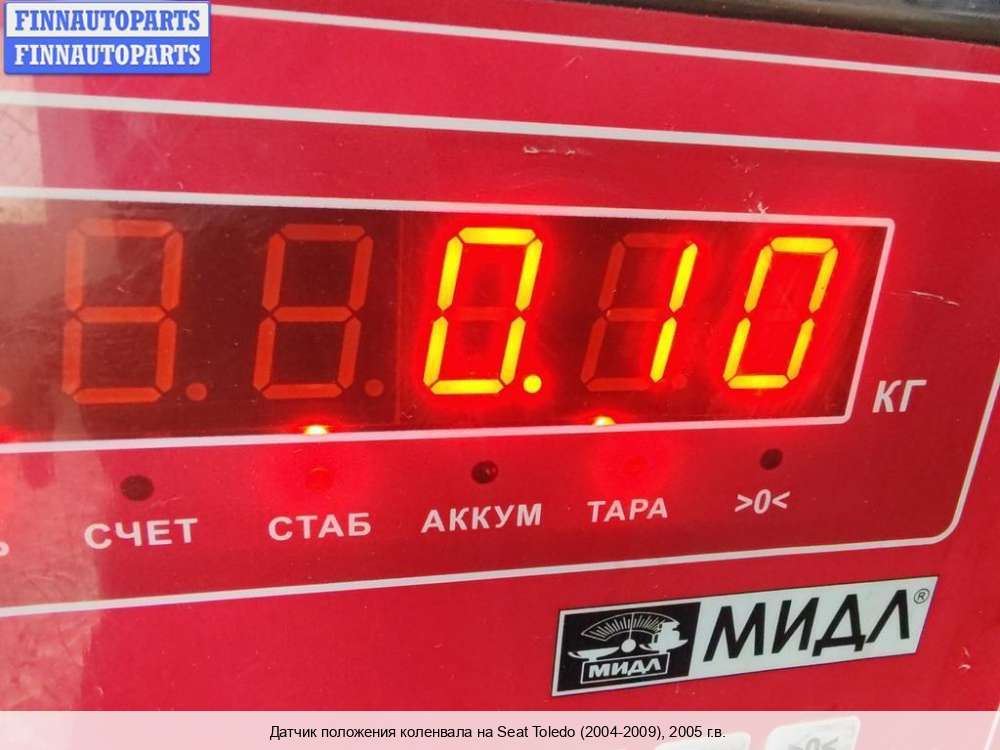 FINNAUTOPARTS
FINNAUTOPARTS
0.10
КГ
СЧЕТ СТАБ АККУМ ТАРА >0<
МИДЛ МИДЛ®
>0<
Датчик положения коленвала на Seat Toledo (2004-2009), 2005 г.в.